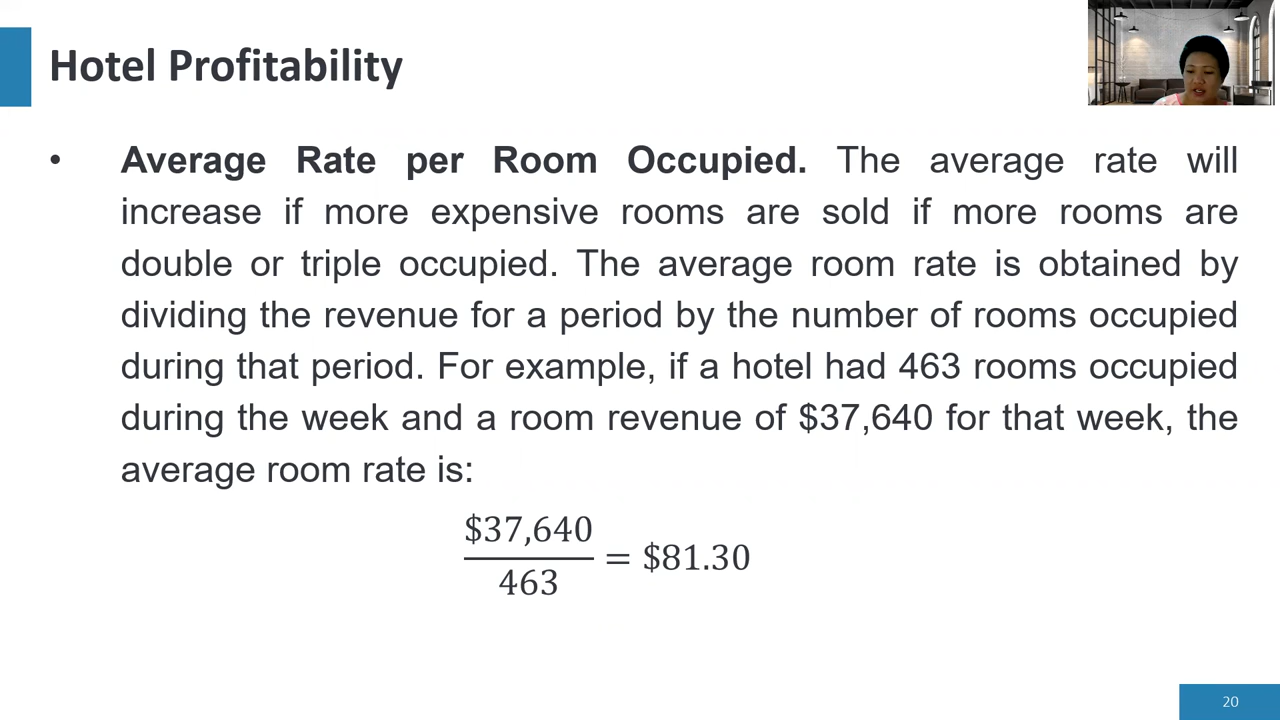 Hotel Profitability
• Average Rate per Room Occupied. The average rate will
increase if more expensive rooms are sold if more rooms are
double or triple occupied. The average room rate is obtained by
dividing the revenue for a period by the number of rooms occupied
during that period. For example, if a hotel had 463 rooms occupied
during the week and a room revenue of $37,640 for that week, the
average room rate is:
$37,640
463
= $81.30
20